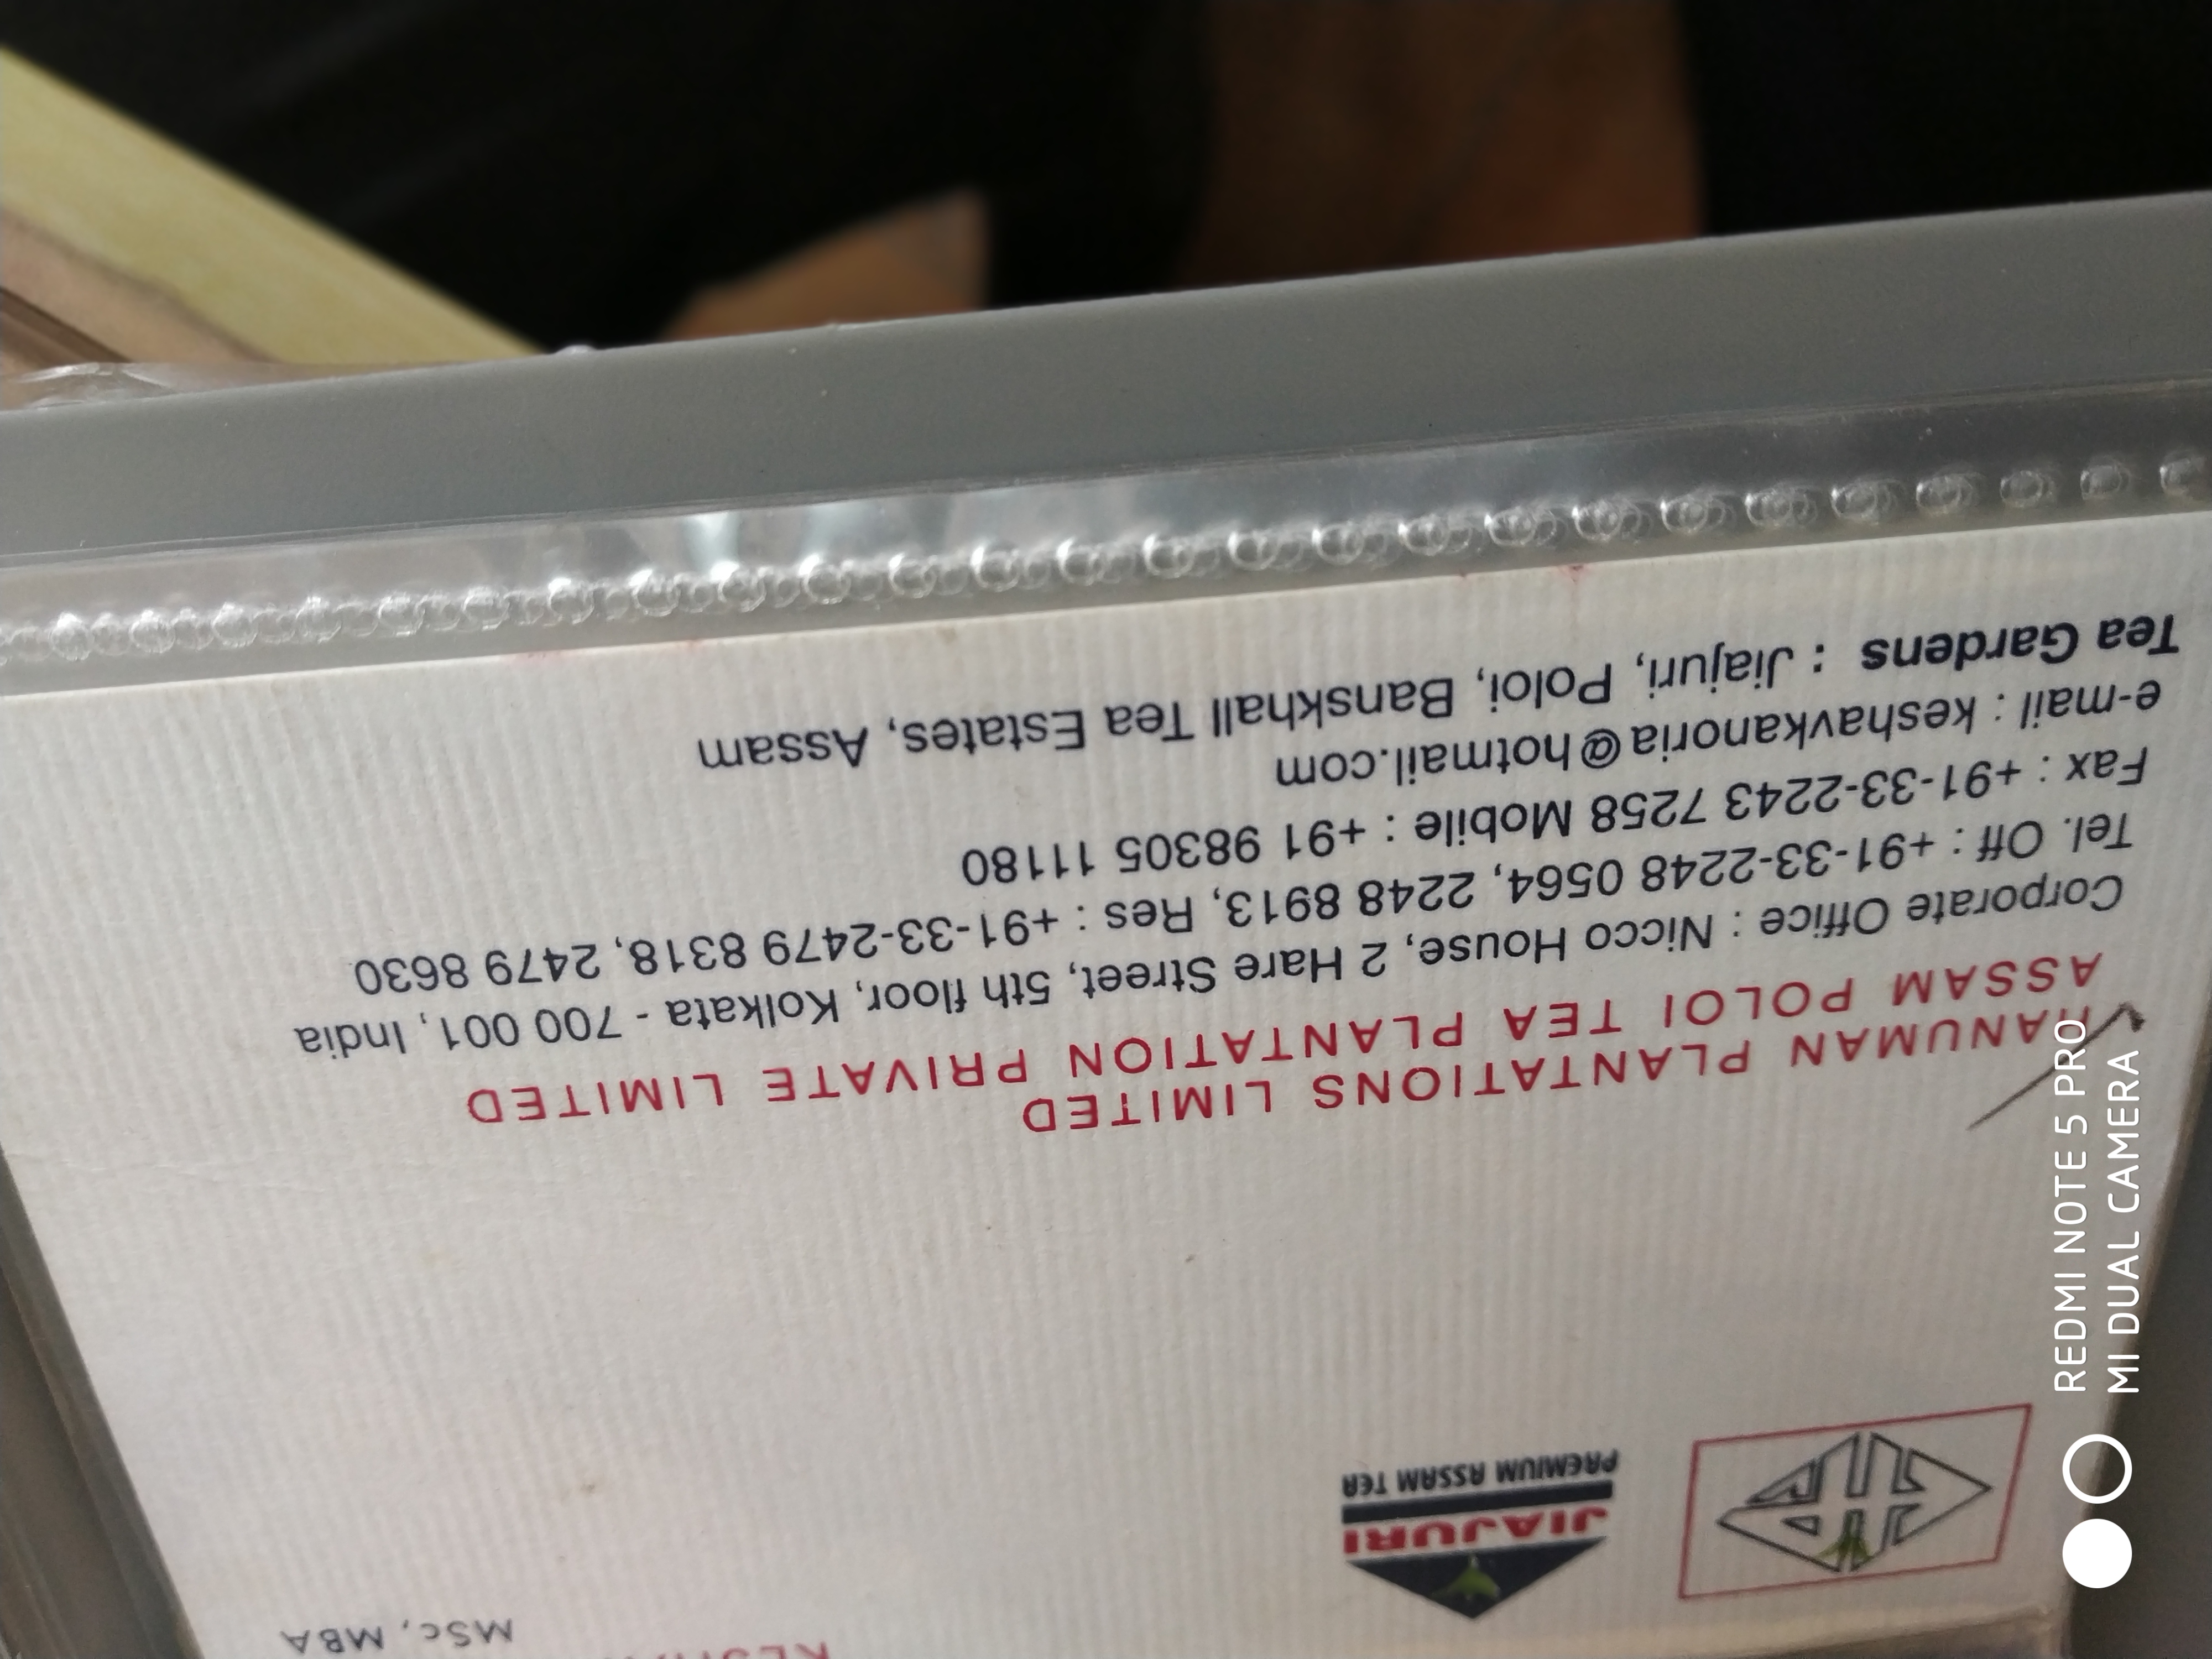 MSc, MBA
JIAJURI
PREMIUM ASSAM TEA
HANUMAN PLANTATIONS LIMITED
ASSAM POLOI TEA PLANTATION PRIVATE LIMITED
Corporate Office : Nicco House, 2 Hare Street, 5th floor, Kolkata - 700 001, India
Tel. Off : +91-33-2248 0564, 2248 8913, Res : +91-33-2479 8318, 2479 8630
Fax : +91-33-2243 7258 Mobile : +91 98305 11180
e-mail : keshavkanoria@hotmail.com
Tea Gardens : Jiajuri, Poloi, Banskhall Tea Estates, Assam
REDMI NOTE 5 PRO
MI DUAL CAMERA